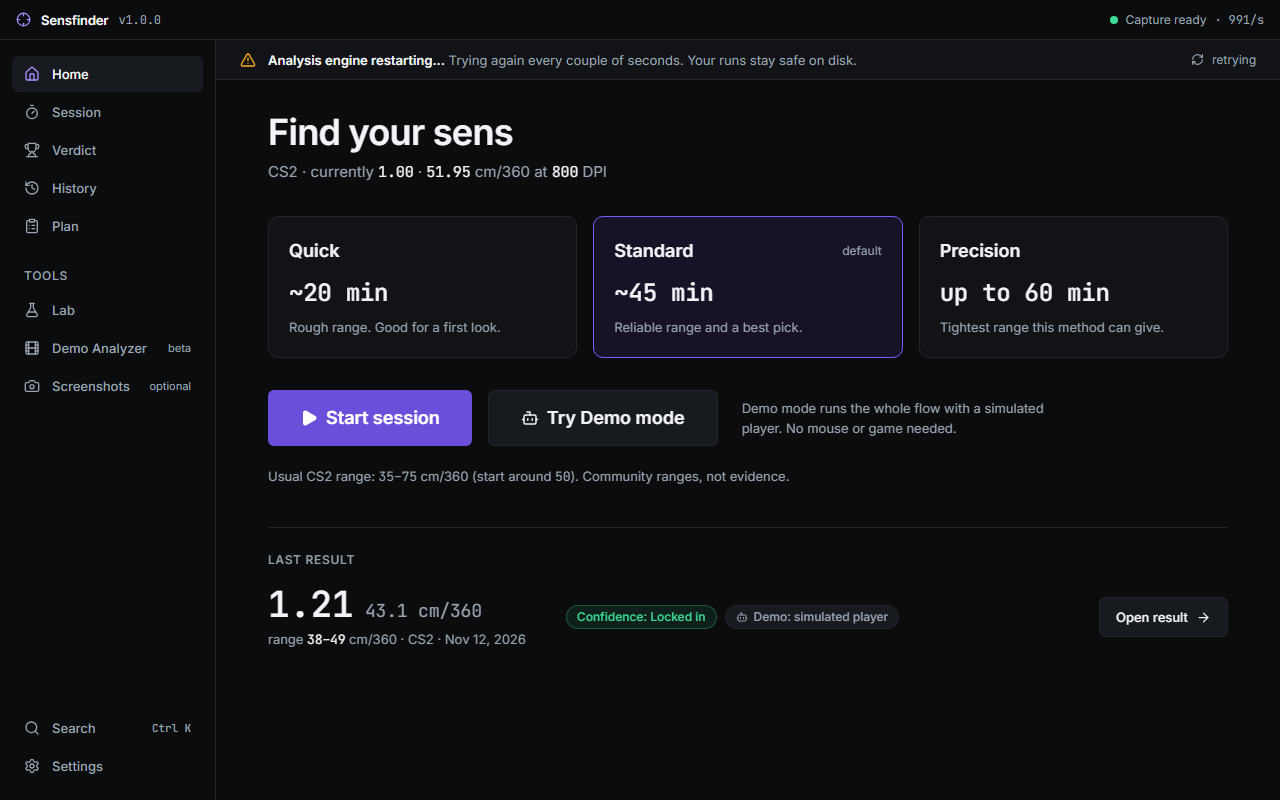 Sensfinder v1.0.0
Capture ready · 991/s
Home
Session
Verdict
History
Plan
TOOLS
Lab
Demo Analyzer beta
Screenshots optional
Search Ctrl K
Settings
Analysis engine restarting... Trying again every couple of seconds. Your runs stay safe on disk.
retrying
Find your sens
CS2 · currently 1.00 · 51.95 cm/360 at 800 DPI
Quick
~20 min
Rough range. Good for a first look.
Standard default
~45 min
Reliable range and a best pick.
Precision
up to 60 min
Tightest range this method can give.
Start session
Try Demo mode
Demo mode runs the whole flow with a simulated
player. No mouse or game needed.
Usual CS2 range: 35–75 cm/360 (start around 50). Community ranges, not evidence.
LAST RESULT
1.21 43.1 cm/360
range 38–49 cm/360 · CS2 · Nov 12, 2026
Confidence: Locked in
Demo: simulated player
Open result